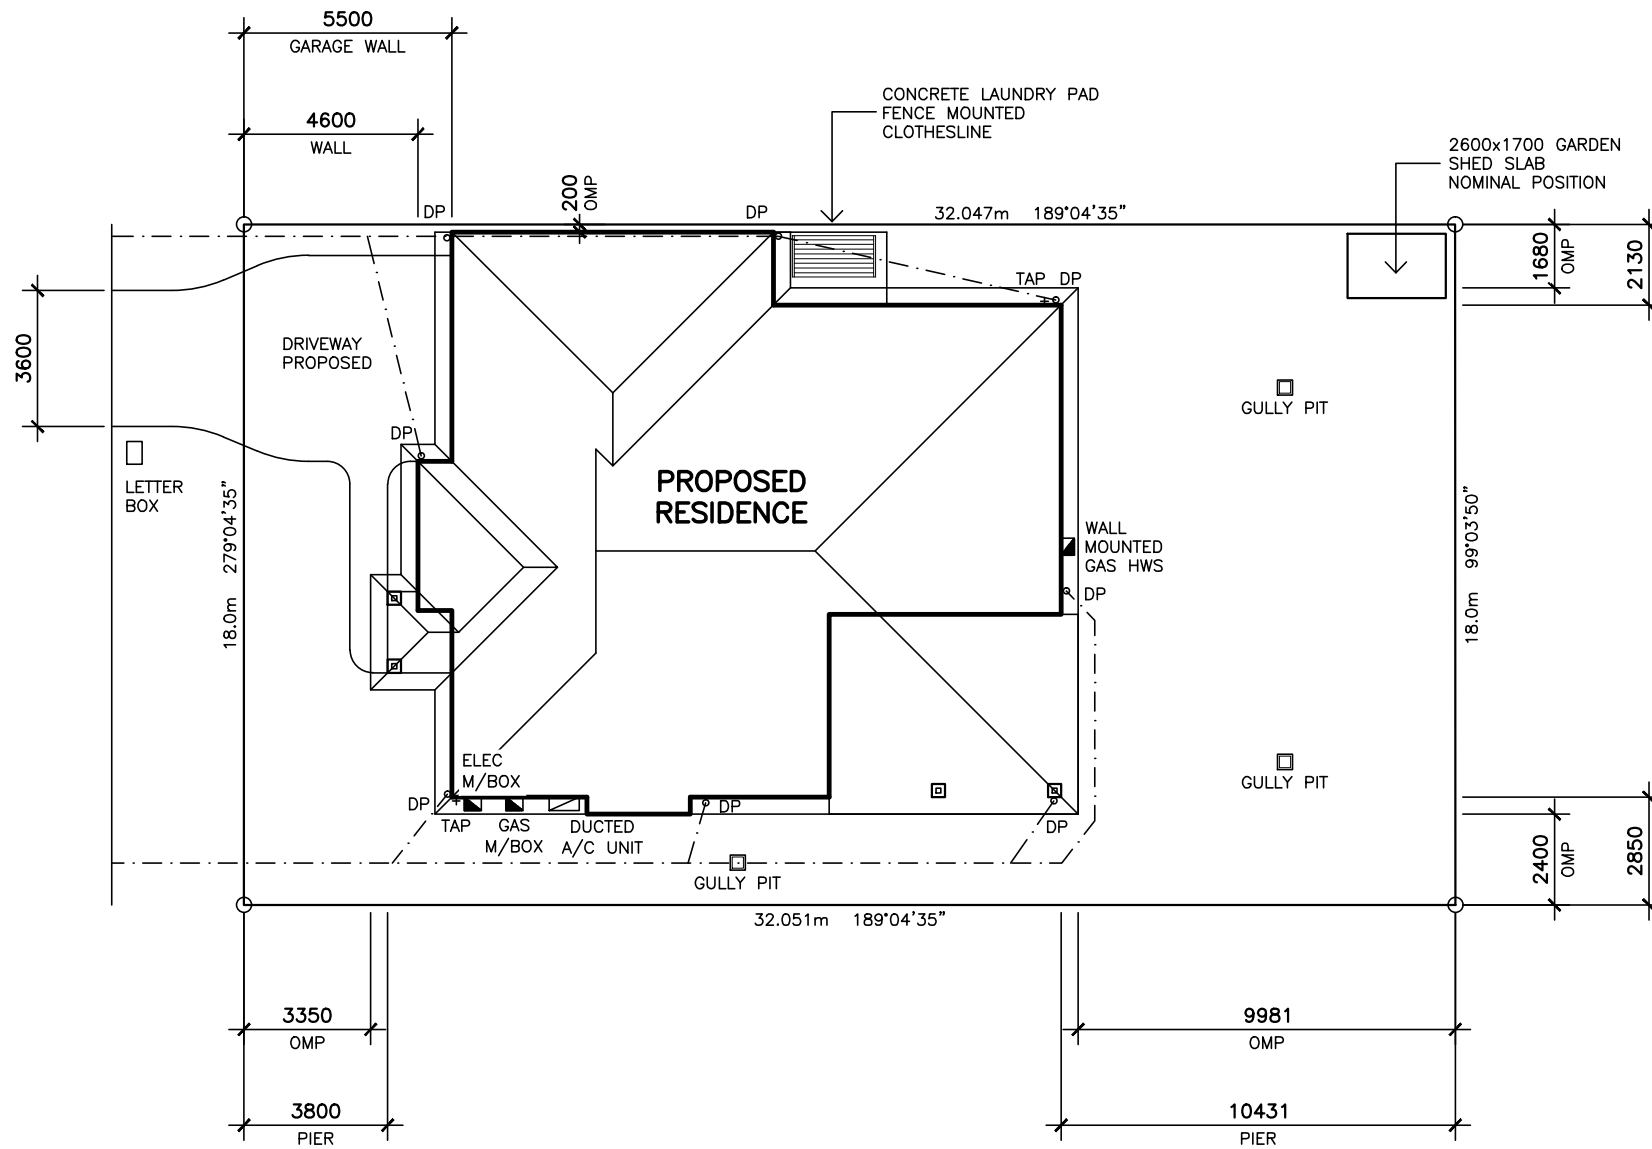 5500
GARAGE WALL
4600
WALL
CONCRETE LAUNDRY PAD
FENCE MOUNTED
CLOTHESLINE
2600x1700 GARDEN
SHED SLAB
NOMINAL POSITION
200
OMP
DP
DP
32.047m 189°04'35"
1680
OMP
2130
TAP DP
3600
DRIVEWAY
PROPOSED
DP
GULLY PIT
LETTER
BOX
18.0m 279°04'35"
PROPOSED
RESIDENCE
WALL
MOUNTED
GAS HWS
DP
18.0m 99°03'50"
ELEC
M/BOX
DP
TAP
GAS
M/BOX
DUCTED
A/C UNIT
DP
DP
GULLY PIT
GULLY PIT
2400
OMP
2850
32.051m 189°04'35"
3350
OMP
9981
OMP
3800
PIER
10431
PIER